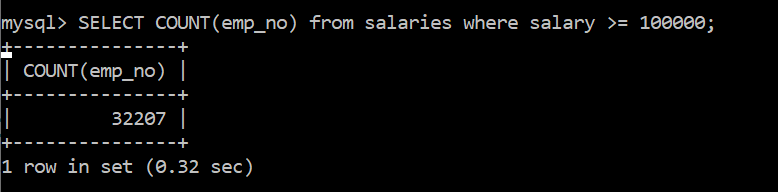 mysql> SELECT COUNT(emp_no) from salaries where salary >= 100000;
+---------------+
| COUNT(emp_no) |
+---------------+
|         32207 |
+---------------+
1 row in set (0.32 sec)